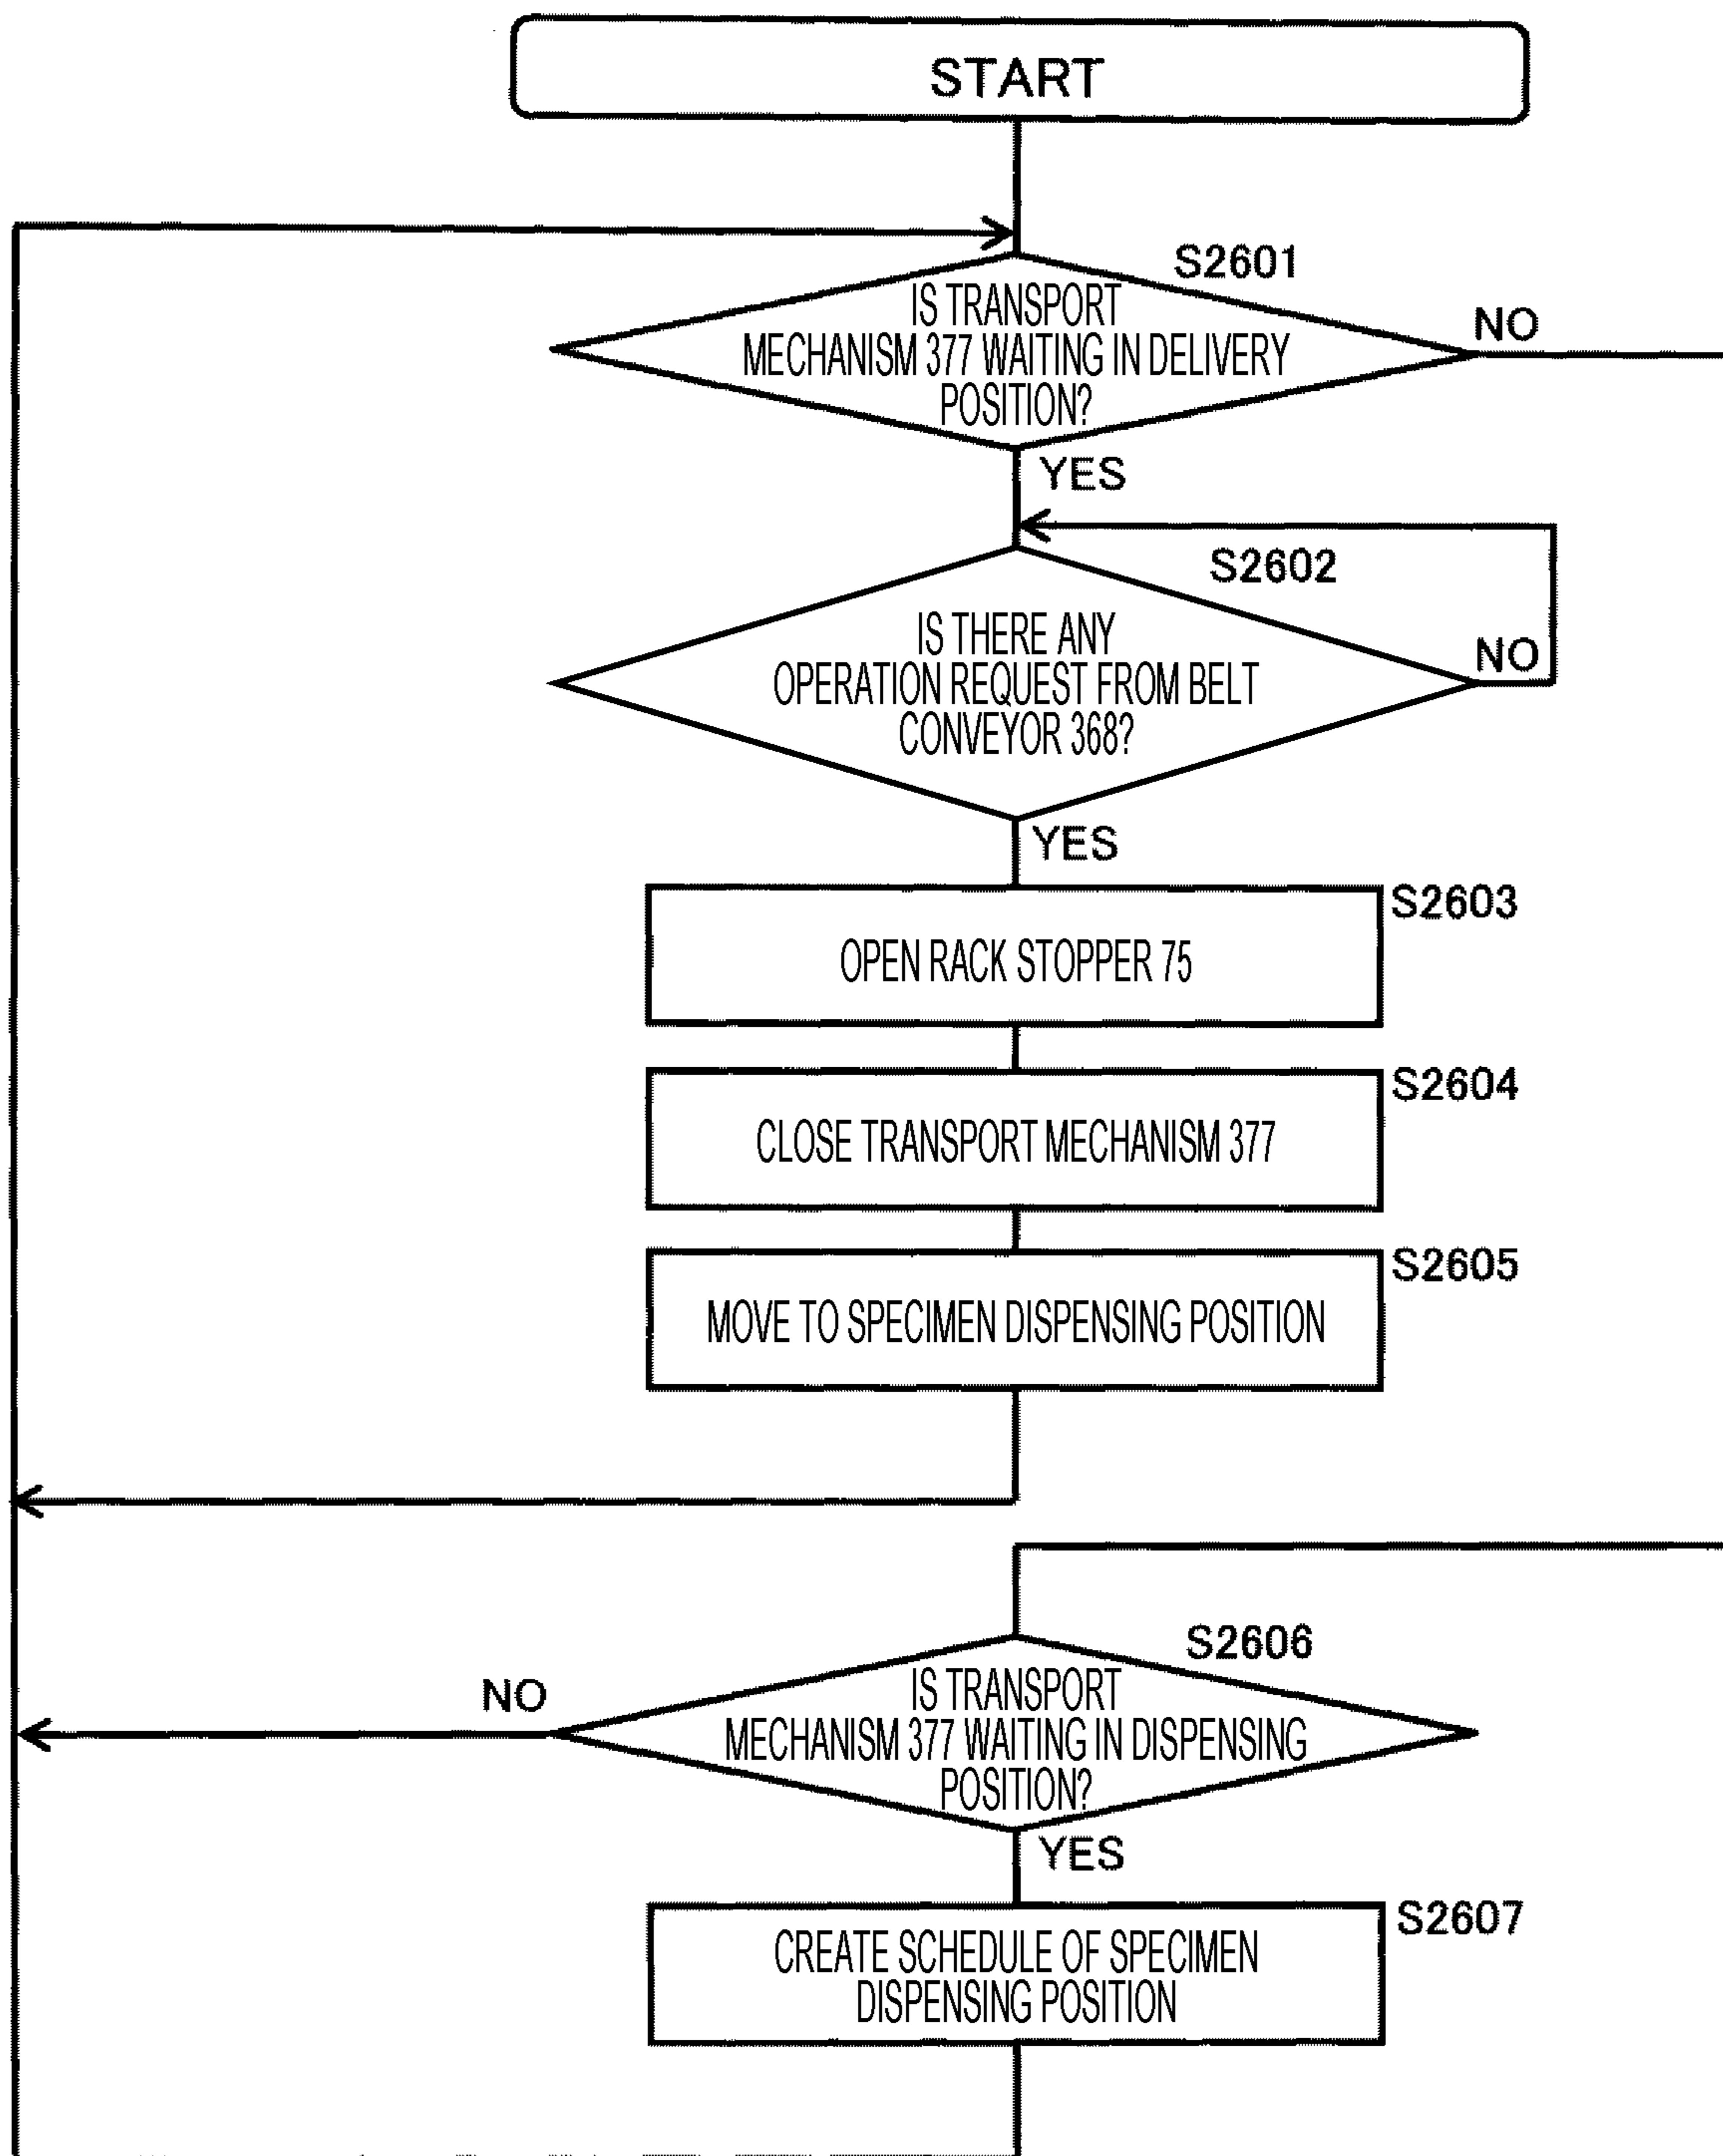 START
S2601
IS TRANSPORT
MECHANISM 377 WAITING IN DELIVERY
POSITION?
NO
YES
S2602
IS THERE ANY
OPERATION REQUEST FROM BELT
CONVEYOR 368?
NO
YES
S2603
OPEN RACK STOPPER 75
S2604
CLOSE TRANSPORT MECHANISM 377
S2605
MOVE TO SPECIMEN DISPENSING POSITION
S2606
NO
IS TRANSPORT
MECHANISM 377 WAITING IN DISPENSING
POSITION?
YES
S2607
CREATE SCHEDULE OF SPECIMEN
DISPENSING POSITION